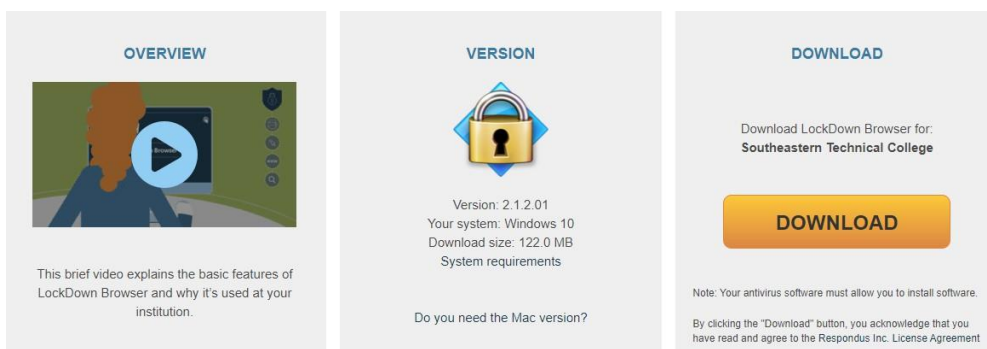 OVERVIEW
Browser
This brief video explains the basic features of
LockDown Browser and why it's used at your
institution.
VERSION
Version: 2.1.2.01
Your system: Windows 10
Download size: 122.0 MB
System requirements
Do you need the Mac version?
DOWNLOAD
Download LockDown Browser for:
Southeastern Technical College
DOWNLOAD
Note: Your antivirus software must allow you to install software.
By clicking the "Download" button, you acknowledge that you
have read and agree to the Respondus Inc. License Agreement